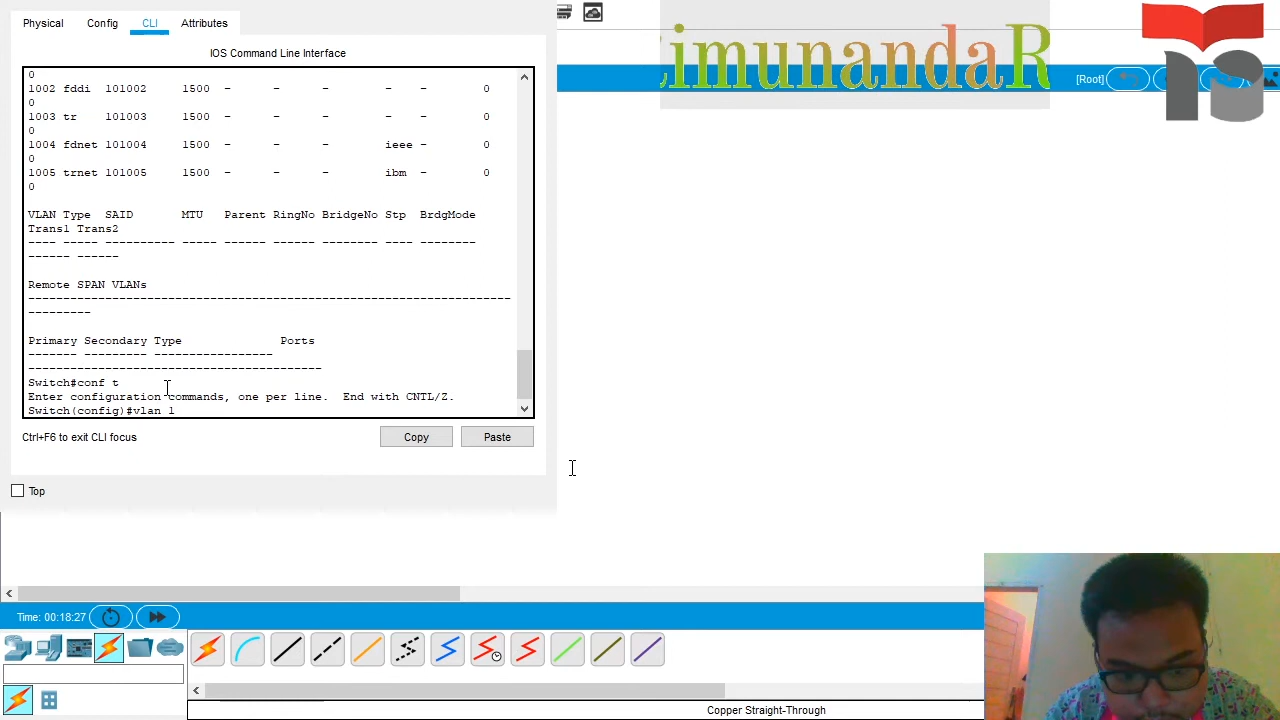 Physical Config CLI Attributes
IOS Command Line Interface
0
1002 fddi 101002 1500 - - - - - 0
0
1003 tr 101003 1500 - - - - - 0
0
1004 fdnet 101004 1500 - - - ieee - 0
0
1005 trnet 101005 1500 - - - ibm - 0
0
VLAN Type SAID MTU Parent RingNo BridgeNo Stp BrdgMode
Trans1 Trans2
---- ----- ---------- ----- ------ ------ -------- ---- --------
------ ------
Remote SPAN VLANs
---------------------------------------------------------------------
---------
Primary Secondary Type Ports
------- --------- -----------------
------------------------------------------
Switch#conf t
Enter configuration commands, one per line. End with CNTL/Z.
Switch(config)#vlan 1
Ctrl+F6 to exit CLI focus
Copy
Paste
Top
imunandaR
[Root]
Time: 00:18:27
Copper Straight-Through